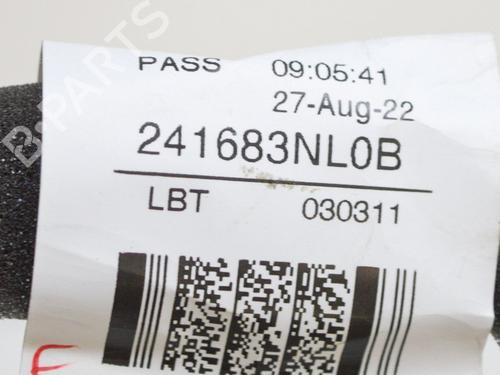 PASS 09:05:41
27-Aug-22
241683NL0B
LBT 030311
B-PARTS